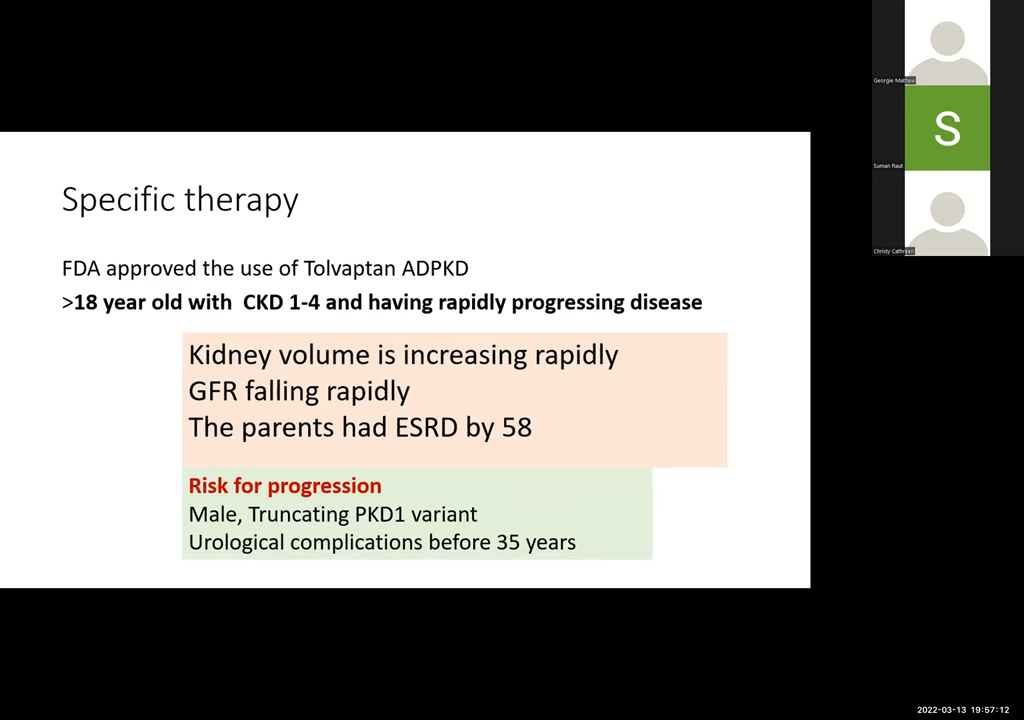 Specific therapy
FDA approved the use of Tolvaptan ADPKD
>18 year old with CKD 1-4 and having rapidly progressing disease
Kidney volume is increasing rapidly
GFR falling rapidly
The parents had ESRD by 58
Risk for progression
Male, Truncating PKD1 variant
Urological complications before 35 years
Georgie Mathew
S
Suman Raut
Christy Cathreen
2022-03-13 19:57:12